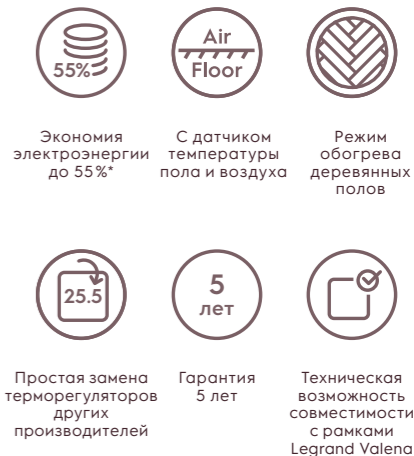 55%
Air
Floor
Экономия
электроэнергии
до 55%*
С датчиком
температуры
пола и воздуха
Режим
обогрева
деревянных
полов
25.5
5
лет
Простая замена
терморегуляторов
других
производителей
Гарантия
5 лет
Техническая
возможность
совместимости
с рамками
Legrand Valena